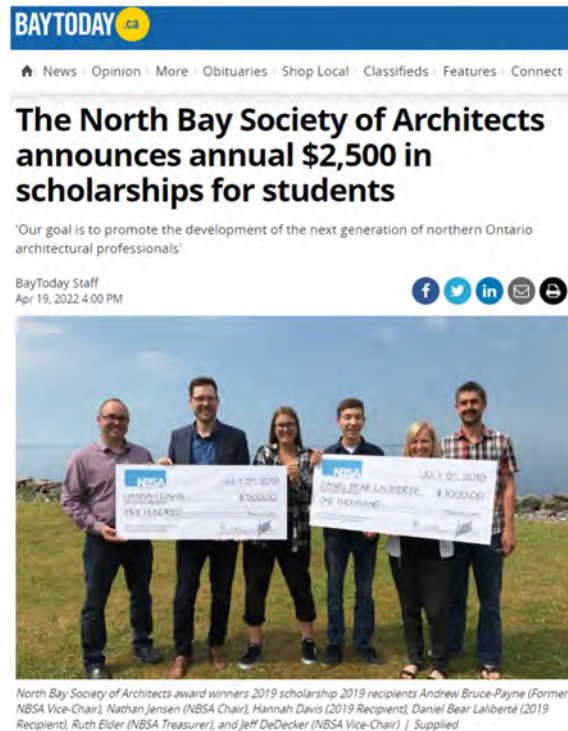 BAYTODAY .ca
News Opinion More Obituaries Shop Local Classifieds Features Connect
The North Bay Society of Architects
announces annual $2,500 in
scholarships for students
'Our goal is to promote the development of the next generation of northern Ontario
architectural professionals'
BayToday Staff
Apr 19, 2022 4:00 PM
NBSA
JULY 5th, 2019
HANNAH DAVIS
$500.00
FIVE HUNDRED
NBSA
JULY 5th, 2019
DANIEL BEAR LALIBERTE
$1000.00
ONE THOUSAND
North Bay Society of Architects award winners 2019 scholarship 2019 recipients Andrew Bruce-Payne (Former
NBSA Vice-Chair), Nathan Jensen (NBSA Chair), Hannah Davis (2019 Recipient), Daniel Bear Laliberté (2019
Recipient), Ruth Elder (NBSA Treasurer), and Jeff DeDecker (NBSA Vice-Chair) | Supplied